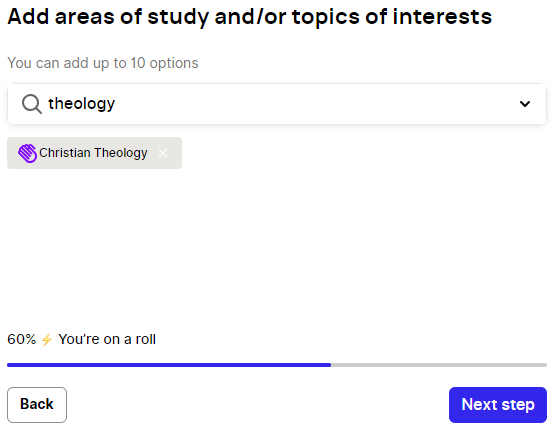 Add areas of study and/or topics of interests
You can add up to 10 options
theology
Christian Theology
60% ⚡ You're on a roll
Back
Next step